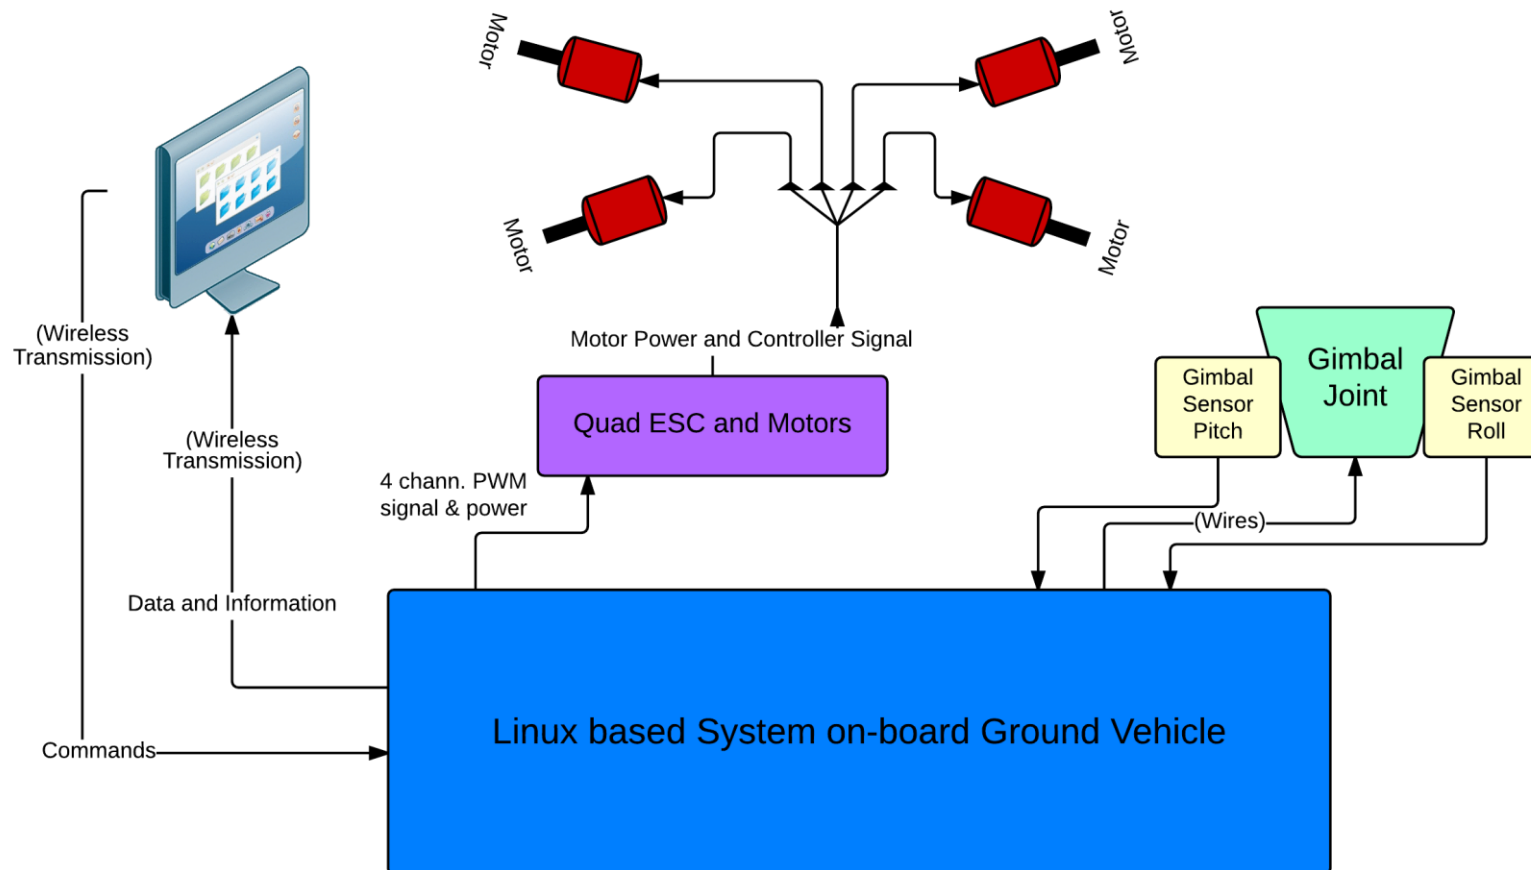 Motor
Motor
Motor
Motor
(Wireless
Transmission)
Motor Power and Controller Signal
Gimbal
Joint
Gimbal
Sensor
Pitch
Gimbal
Sensor
Roll
Quad ESC and Motors
(Wireless
Transmission)
4 chann. PWM
signal & power
(Wires)
Data and Information
Linux based System on-board Ground Vehicle
Commands